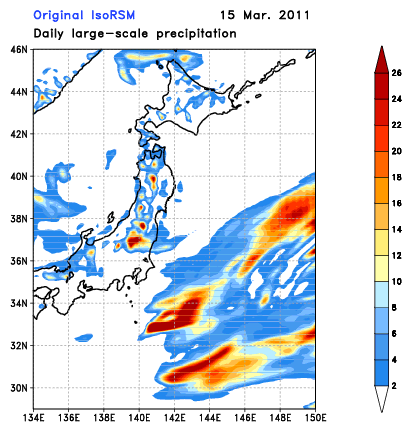 Original IsoRSM 15 Mar. 2011
Daily large-scale precipitation
46N
44N
42N
40N
38N
36N
34N
32N
30N
134E 136E 138E 140E 142E 144E 146E 148E 150E
26
22
20
18
16
14
12
10
8
6
4
2